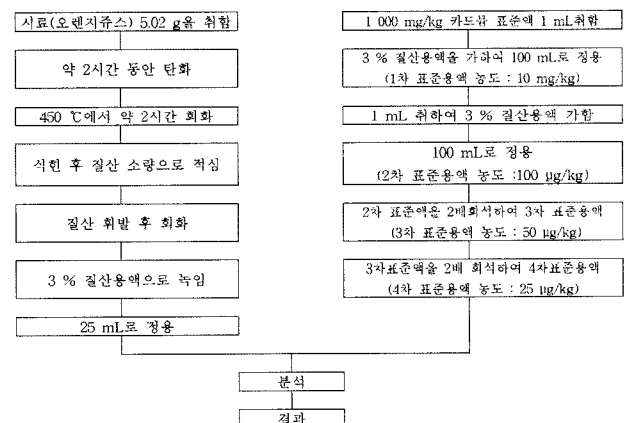 시료(오렌지쥬스) 5.02 g을 취함
약 2시간 동안 탄화
450 ℃에서 약 2시간 회화
식힌 후 질산 소량으로 적심
질산 휘발 후 회화
3 % 질산용액으로 녹임
25 mL로 정용
1 000 mg/kg 카드뮴 표준액 1 mL취함
3 % 질산용액을 가하여 100 mL로 정용
(1차 표준용액 농도 : 10 mg/kg)
1 mL 취하여 3 % 질산용액 가함
100 mL로 정용
(2차 표준용액 농도 :100 μg/kg)
2차 표준액을 2배희석하여 3차 표준용액
(3차 표준용액 농도 : 50 μg/kg)
3차표준액을 2배 희석하여 4차표준용액
(4차 표준용액 농도 : 25 μg/kg)
분석
결과